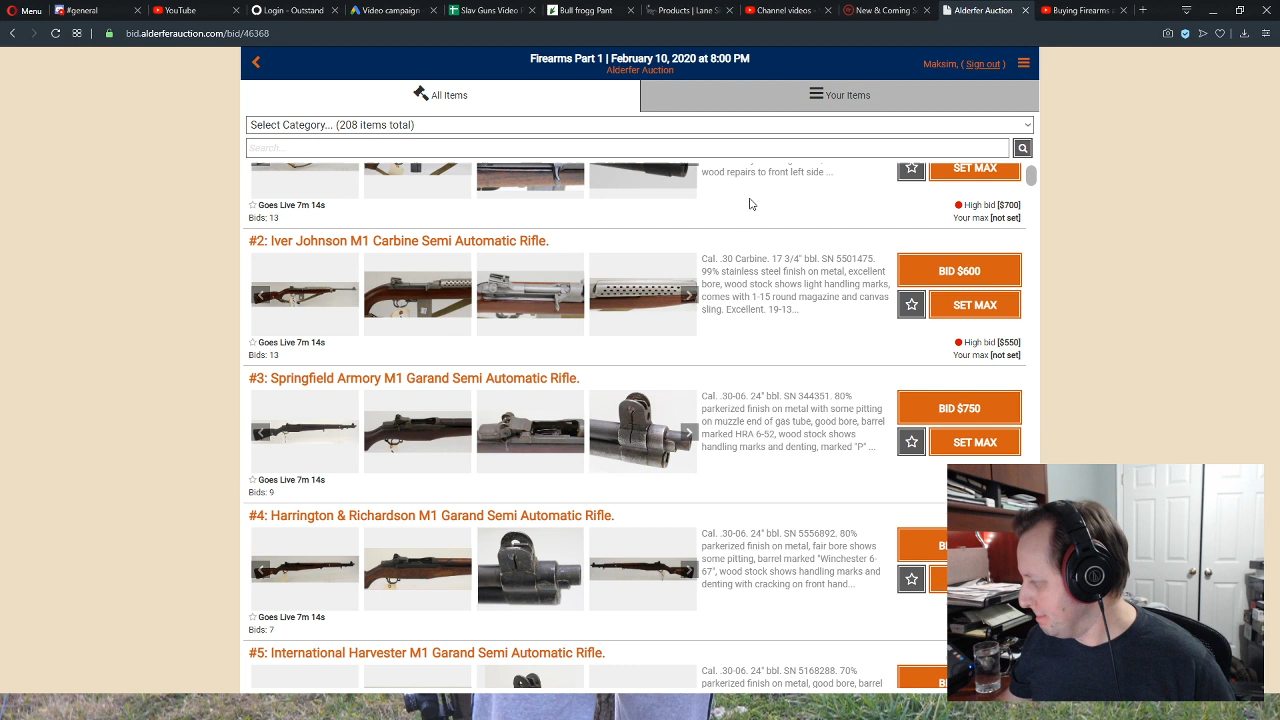 Menu
#general
YouTube
Login - Outstand
Video campaign
Slav Guns Video
Bull frogg Pant
Products | Lane S
Channel videos -
New & Coming S
Alderfer Auction
Buying Firearms
bid.alderferauction.com/bid/46368
Firearms Part 1 | February 10, 2020 at 8:00 PM
Alderfer Auction
Maksim, ( Sign out )
All Items
Your Items
Select Category... (208 items total)
Search...
wood repairs to front left side ...
SET MAX
Goes Live 7m 14s
Bids: 13
High bid [$700]
Your max [not set]
#2: Iver Johnson M1 Carbine Semi Automatic Rifle.
Cal. .30 Carbine. 17 3/4" bbl. SN 5501475.
99% stainless steel finish on metal, excellent
bore, wood stock shows light handling marks,
comes with 1-15 round magazine and canvas
sling. Excellent. 19-13...
BID $600
SET MAX
Goes Live 7m 14s
Bids: 13
High bid [$550]
Your max [not set]
#3: Springfield Armory M1 Garand Semi Automatic Rifle.
Cal. .30-06. 24" bbl. SN 344351. 80%
parkerized finish on metal with some pitting
on muzzle end of gas tube, good bore, barrel
marked HRA 6-52, wood stock shows
handling marks and denting, marked "P" ...
BID $750
SET MAX
Goes Live 7m 14s
Bids: 9
#4: Harrington & Richardson M1 Garand Semi Automatic Rifle.
Cal. .30-06. 24" bbl. SN 5556892. 80%
parkerized finish on metal, fair bore shows
some pitting, barrel marked "Winchester 6-
67", wood stock shows handling marks and
denting with cracking on front hand...
Goes Live 7m 14s
Bids: 7
#5: International Harvester M1 Garand Semi Automatic Rifle.
Cal. .30-06. 24" bbl. SN 5168288. 70%
parkerized finish on metal, good bore, barrel